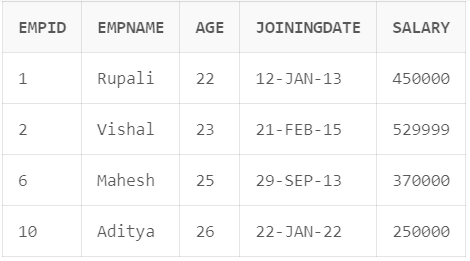 EMPID EMPNAME AGE JOININGDATE SALARY
1 Rupali 22 12-JAN-13 450000
2 Vishal 23 21-FEB-15 529999
6 Mahesh 25 29-SEP-13 370000
10 Aditya 26 22-JAN-22 250000